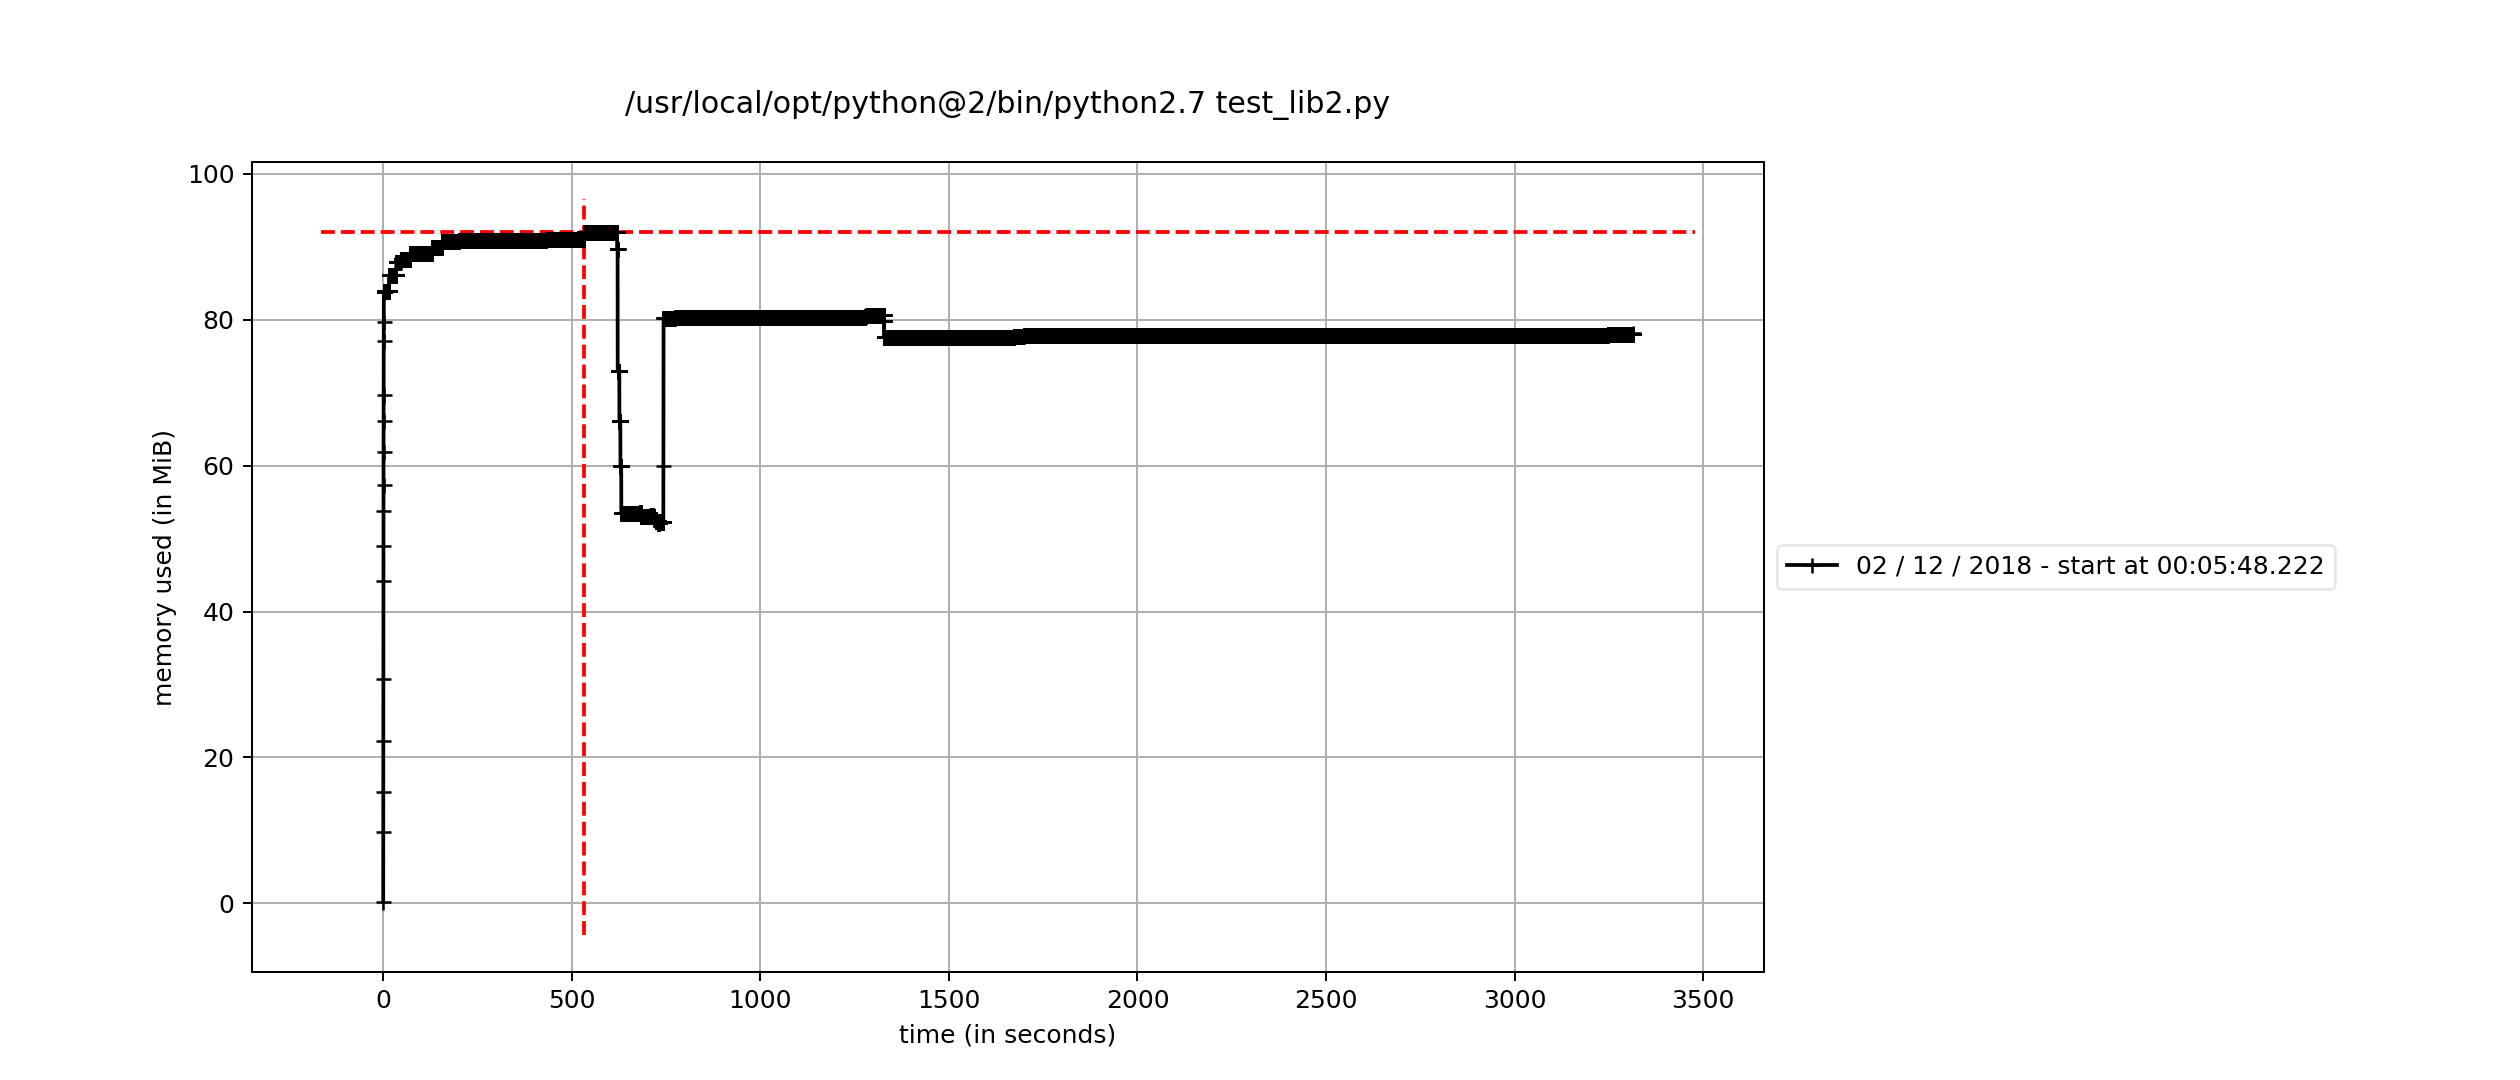 /usr/local/opt/python@2/bin/python2.7 test_lib2.py
100
80
60
40
20
0
memory used (in MiB)
0 500 1000 1500 2000 2500 3000 3500
time (in seconds)
02 / 12 / 2018 - start at 00:05:48.222